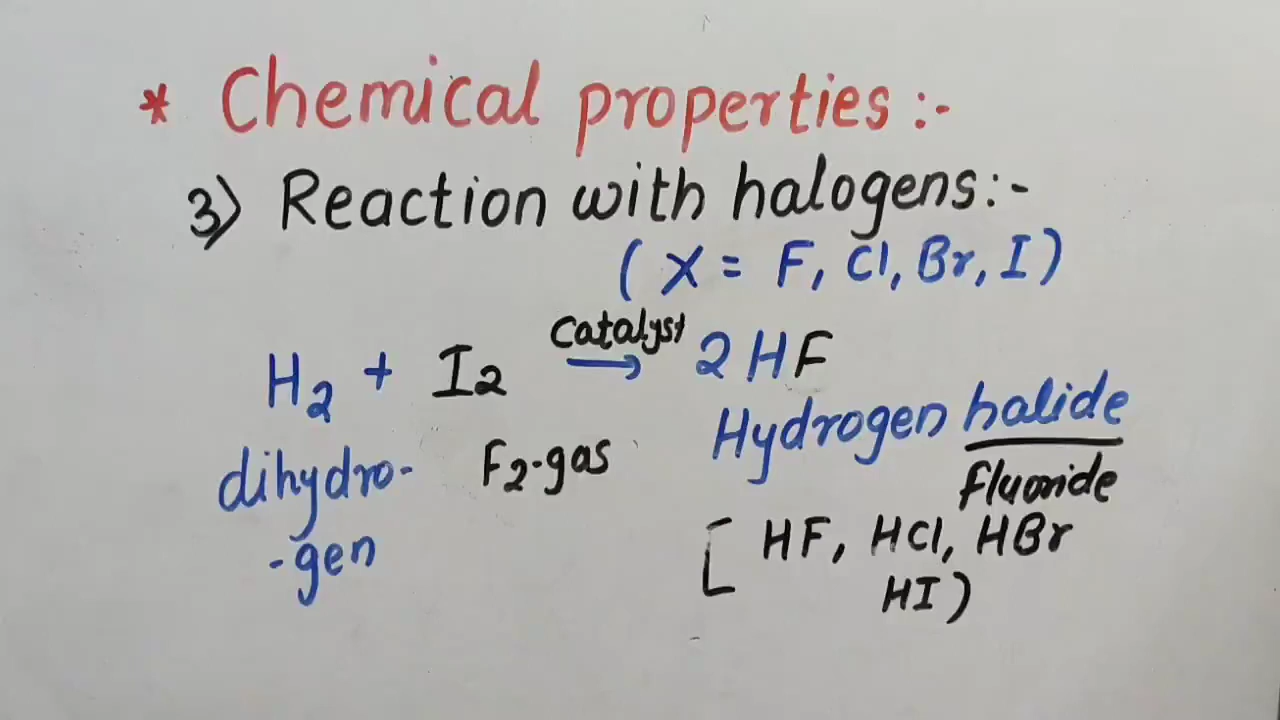 * Chemical properties :-
3) Reaction with halogens:-
( X = F, Cl, Br, I )
H2 + I2 Catalyst → 2 HF
dihydro- F2-gas Hydrogen halide
-gen fluoride
[ HF, HCl, HBr
HI )